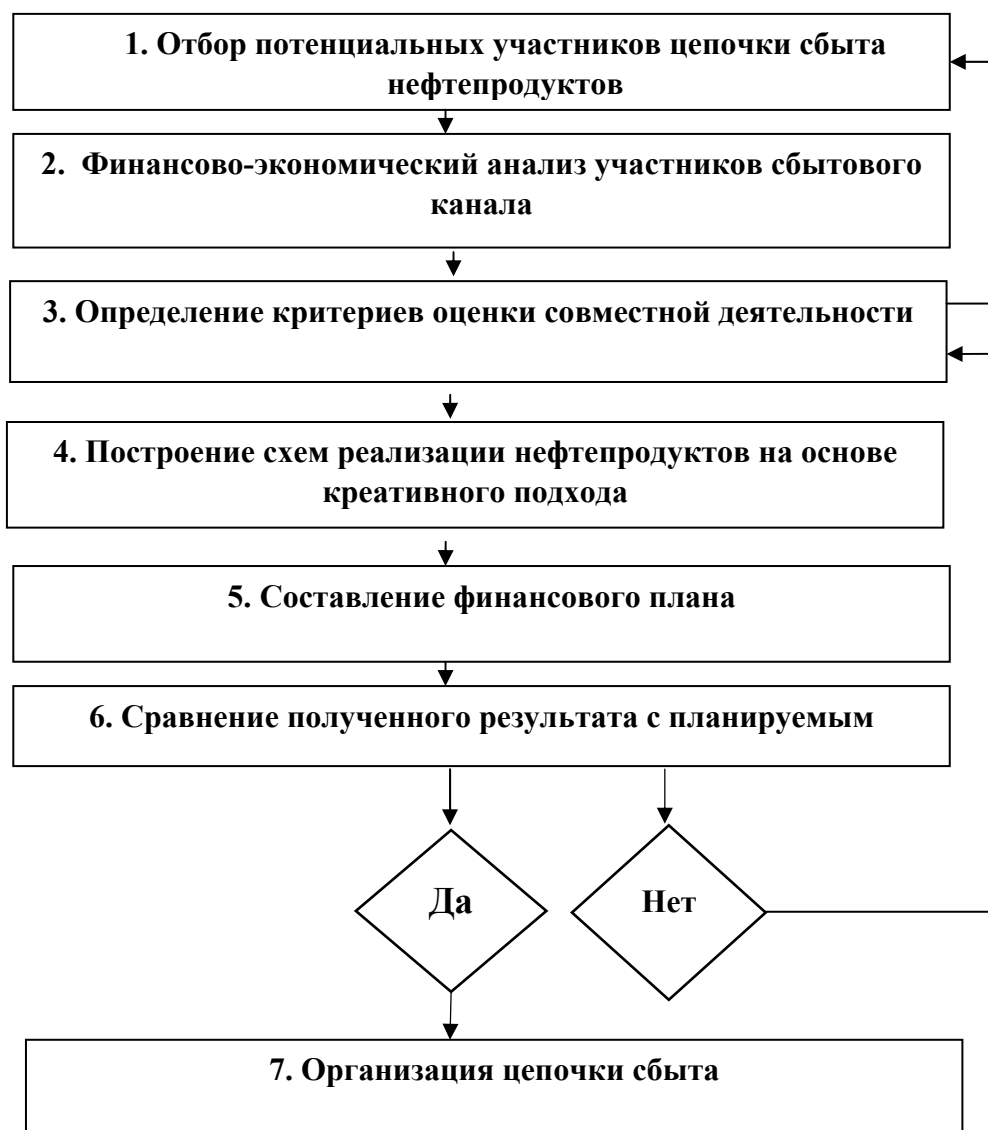 1. Отбор потенциальных участников цепочки сбыта
нефтепродуктов
2. Финансово-экономический анализ участников сбытового
канала
3. Определение критериев оценки совместной деятельности
4. Построение схем реализации нефтепродуктов на основе
креативного подхода
5. Составление финансового плана
6. Сравнение полученного результата с планируемым
Да
Нет
7. Организация цепочки сбыта